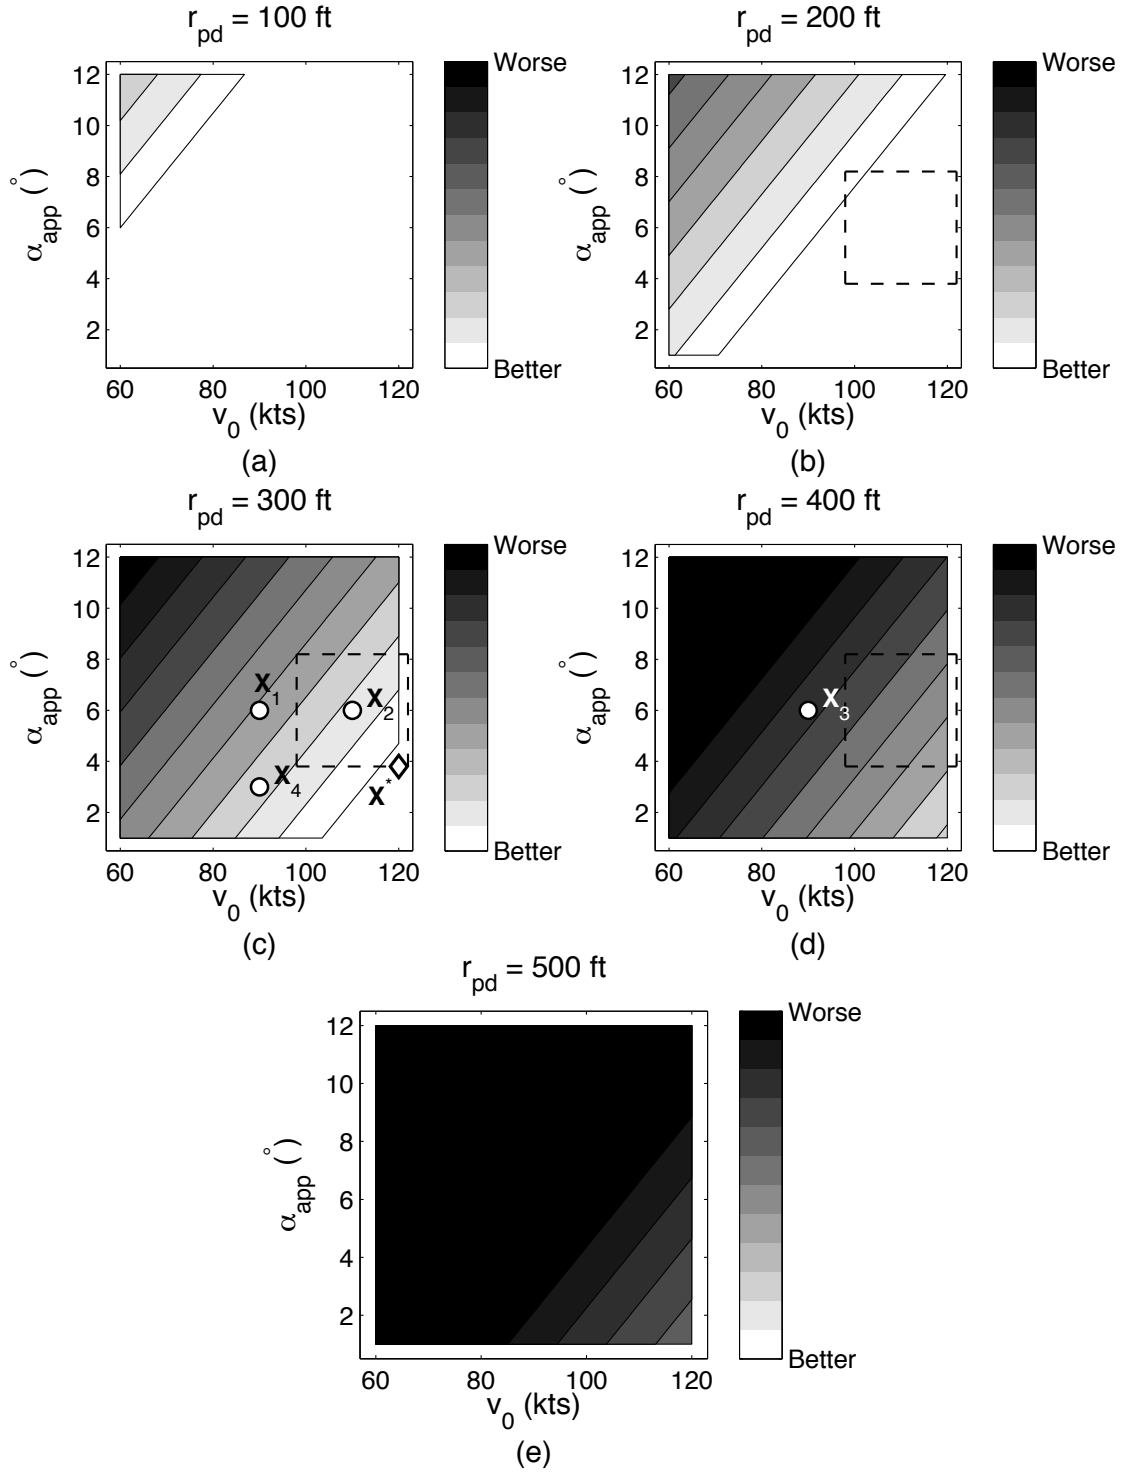 r_pd = 100 ft
Worse
12
10
8
6
4
2
α_app (°)
60 80 100 120
Better
v_0 (kts)
(a)
r_pd = 200 ft
Worse
12
10
8
6
4
2
α_app (°)
60 80 100 120
Better
v_0 (kts)
(b)
r_pd = 300 ft
Worse
12
10
8
6
4
2
α_app (°)
X_1
X_2
X_4
X^*
60 80 100 120
Better
v_0 (kts)
(c)
r_pd = 400 ft
Worse
12
10
8
6
4
2
α_app (°)
X_3
60 80 100 120
Better
v_0 (kts)
(d)
r_pd = 500 ft
Worse
12
10
8
6
4
2
α_app (°)
60 80 100 120
Better
v_0 (kts)
(e)